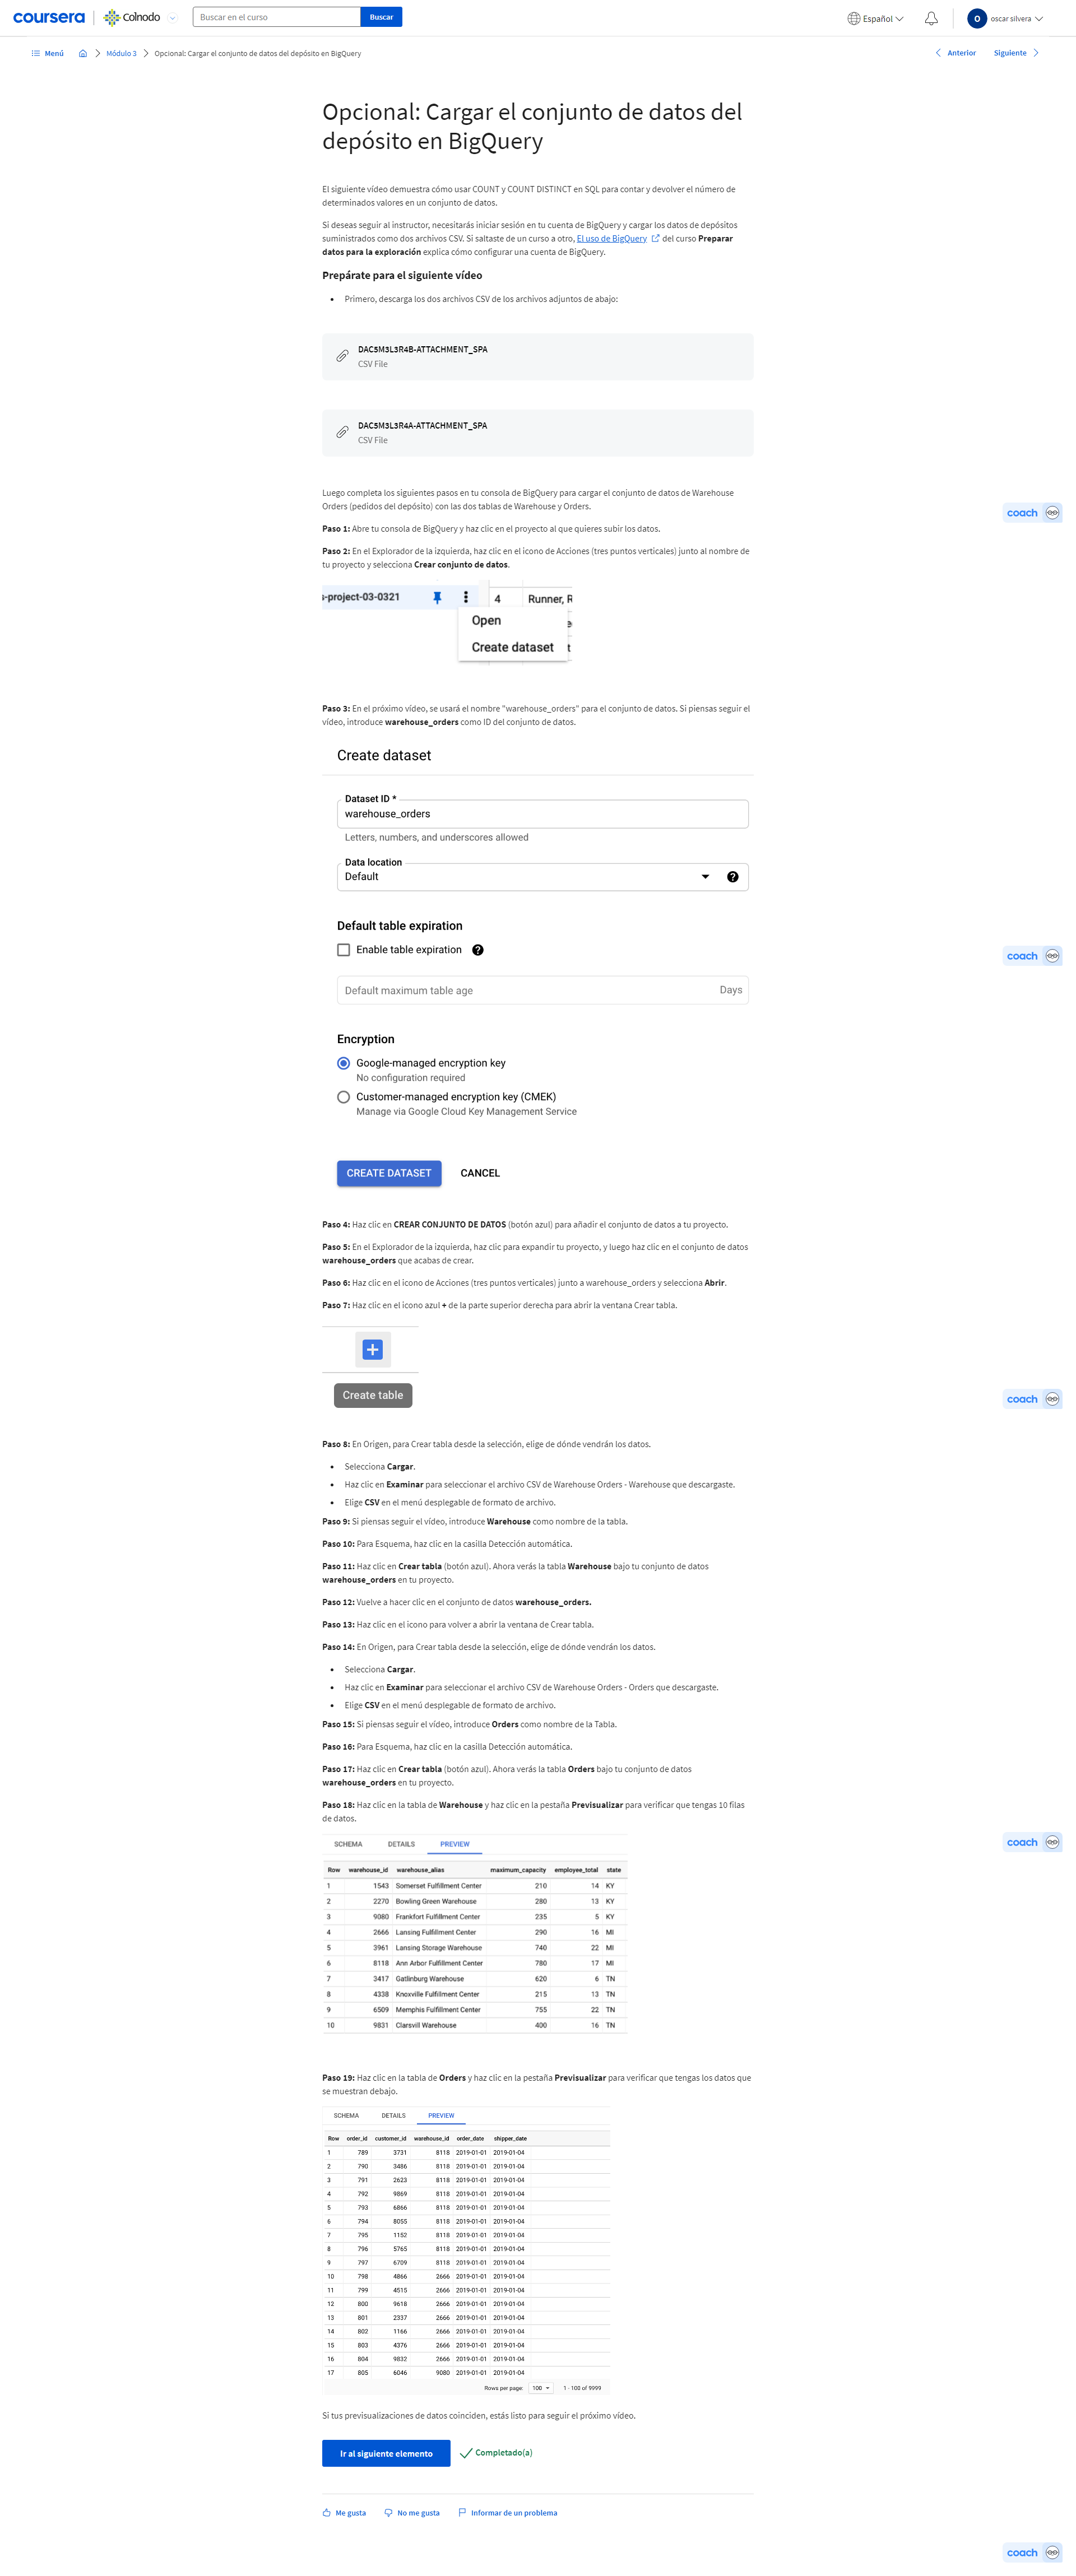 coursera
Colnodo
Buscar en el curso
Buscar
Español
O
oscar silvera
Menú
Módulo 3
Opcional: Cargar el conjunto de datos del depósito en BigQuery
Anterior
Siguiente
Opcional: Cargar el conjunto de datos del
depósito en BigQuery
El siguiente vídeo demuestra cómo usar COUNT y COUNT DISTINCT en SQL para contar y devolver el número de
determinados valores en un conjunto de datos.
Si deseas seguir al instructor, necesitarás iniciar sesión en tu cuenta de BigQuery y cargar los datos de depósitos
suministrados como dos archivos CSV. Si saltaste de un curso a otro, El uso de BigQuery del curso Preparar
datos para la exploración explica cómo configurar una cuenta de BigQuery.
Prepárate para el siguiente vídeo
• Primero, descarga los dos archivos CSV de los archivos adjuntos de abajo:
DAC5M3L3R4B-ATTACHMENT_SPA
CSV File
DAC5M3L3R4A-ATTACHMENT_SPA
CSV File
Luego completa los siguientes pasos en tu consola de BigQuery para cargar el conjunto de datos de Warehouse
Orders (pedidos del depósito) con las dos tablas de Warehouse y Orders.
coach
Paso 1: Abre tu consola de BigQuery y haz clic en el proyecto al que quieres subir los datos.
Paso 2: En el Explorador de la izquierda, haz clic en el icono de Acciones (tres puntos verticales) junto al nombre de
tu proyecto y selecciona Crear conjunto de datos.
s-project-03-0321
4 Runner, R
Open
Create dataset
Paso 3: En el próximo vídeo, se usará el nombre "warehouse_orders" para el conjunto de datos. Si piensas seguir el
vídeo, introduce warehouse_orders como ID del conjunto de datos.
Create dataset
Dataset ID *
warehouse_orders
Letters, numbers, and underscores allowed
Data location
Default
Default table expiration
Enable table expiration
coach
Default maximum table age Days
Encryption
Google-managed encryption key
No configuration required
Customer-managed encryption key (CMEK)
Manage via Google Cloud Key Management Service
CREATE DATASET CANCEL
Paso 4: Haz clic en CREAR CONJUNTO DE DATOS (botón azul) para añadir el conjunto de datos a tu proyecto.
Paso 5: En el Explorador de la izquierda, haz clic para expandir tu proyecto, y luego haz clic en el conjunto de datos
warehouse_orders que acabas de crear.
Paso 6: Haz clic en el icono de Acciones (tres puntos verticales) junto a warehouse_orders y selecciona Abrir.
Paso 7: Haz clic en el icono azul + de la parte superior derecha para abrir la ventana Crear tabla.
Create table
coach
Paso 8: En Origen, para Crear tabla desde la selección, elige de dónde vendrán los datos.
• Selecciona Cargar.
• Haz clic en Examinar para seleccionar el archivo CSV de Warehouse Orders - Warehouse que descargaste.
• Elige CSV en el menú desplegable de formato de archivo.
Paso 9: Si piensas seguir el vídeo, introduce Warehouse como nombre de la tabla.
Paso 10: Para Esquema, haz clic en la casilla Detección automática.
Paso 11: Haz clic en Crear tabla (botón azul). Ahora verás la tabla Warehouse bajo tu conjunto de datos
warehouse_orders en tu proyecto.
Paso 12: Vuelve a hacer clic en el conjunto de datos warehouse_orders.
Paso 13: Haz clic en el icono para volver a abrir la ventana de Crear tabla.
Paso 14: En Origen, para Crear tabla desde la selección, elige de dónde vendrán los datos.
• Selecciona Cargar.
• Haz clic en Examinar para seleccionar el archivo CSV de Warehouse Orders - Orders que descargaste.
• Elige CSV en el menú desplegable de formato de archivo.
Paso 15: Si piensas seguir el vídeo, introduce Orders como nombre de la Tabla.
Paso 16: Para Esquema, haz clic en la casilla Detección automática.
Paso 17: Haz clic en Crear tabla (botón azul). Ahora verás la tabla Orders bajo tu conjunto de datos
warehouse_orders en tu proyecto.
Paso 18: Haz clic en la tabla de Warehouse y haz clic en la pestaña Previsualizar para verificar que tengas 10 filas
de datos.
SCHEMA DETAILS PREVIEW
coach
Row warehouse_id warehouse_alias maximum_capacity employee_total state
1 1543 Somerset Fulfillment Center 210 14 KY
2 2270 Bowling Green Warehouse 280 13 KY
3 9080 Frankfort Fulfillment Center 235 5 KY
4 2666 Lansing Fulfillment Center 290 16 MI
5 3961 Lansing Storage Warehouse 740 22 MI
6 8118 Ann Arbor Fulfillment Center 780 17 MI
7 3417 Gatlinburg Warehouse 620 6 TN
8 4338 Knoxville Fulfillment Center 215 13 TN
9 6509 Memphis Fulfillment Center 755 22 TN
10 9831 Clarsvill Warehouse 400 16 TN
Paso 19: Haz clic en la tabla de Orders y haz clic en la pestaña Previsualizar para verificar que tengas los datos que
se muestran debajo.
SCHEMA DETAILS PREVIEW
Row order_id customer_id warehouse_id order_date shipper_date
1 789 3731 8118 2019-01-01 2019-01-04
2 790 3486 8118 2019-01-01 2019-01-04
3 791 2623 8118 2019-01-01 2019-01-04
4 792 9869 8118 2019-01-01 2019-01-04
5 793 6866 8118 2019-01-01 2019-01-04
6 794 8055 8118 2019-01-01 2019-01-04
7 795 1152 8118 2019-01-01 2019-01-04
8 796 5765 8118 2019-01-01 2019-01-04
9 797 6709 8118 2019-01-01 2019-01-04
10 798 4866 2666 2019-01-01 2019-01-04
11 799 4515 2666 2019-01-01 2019-01-04
12 800 9618 2666 2019-01-01 2019-01-04
13 801 2337 2666 2019-01-01 2019-01-04
14 802 1166 2666 2019-01-01 2019-01-04
15 803 4376 2666 2019-01-01 2019-01-04
16 804 9832 2666 2019-01-01 2019-01-04
17 805 6046 9080 2019-01-01 2019-01-04
Rows per page: 100 1 - 100 of 9999
Si tus previsualizaciones de datos coinciden, estás listo para seguir el próximo vídeo.
Ir al siguiente elemento
Completado(a)
Me gusta
No me gusta
Informar de un problema
coach